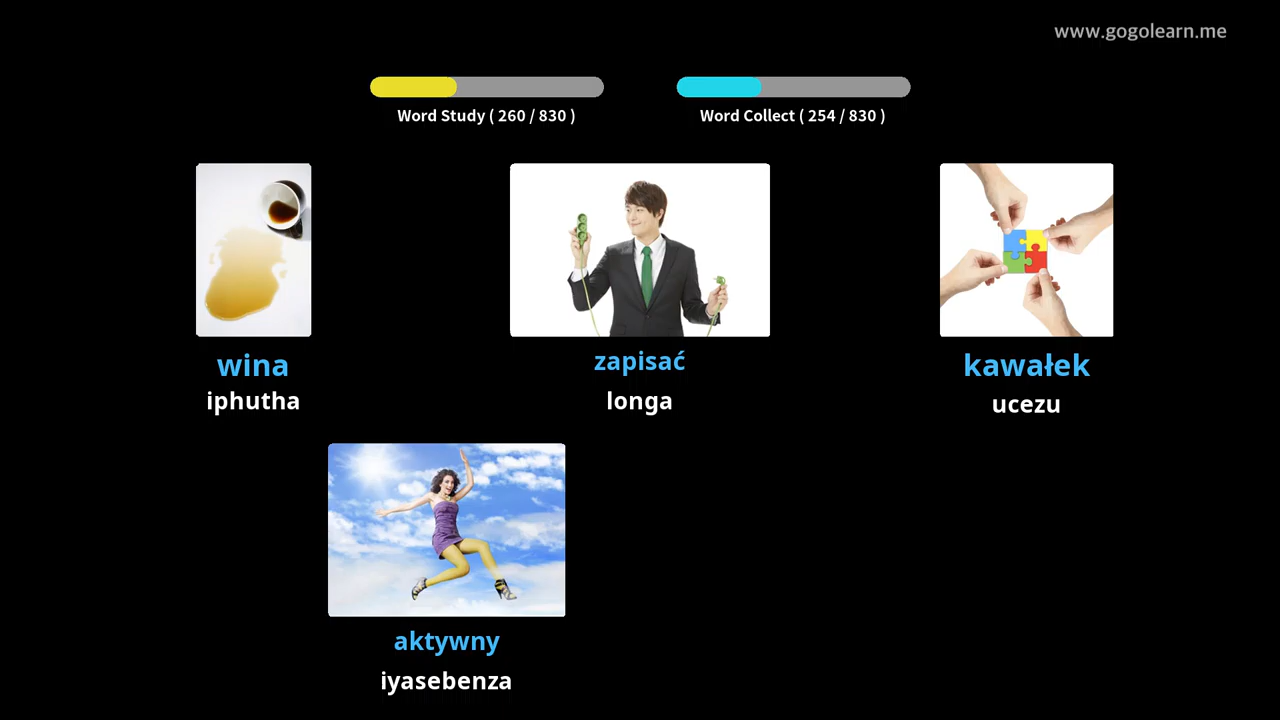 www.gogolearn.me
Word Study ( 260 / 830 )
Word Collect ( 254 / 830 )
wina
iphutha
zapisać
longa
kawałek
ucezu
aktywny
iyasebenza